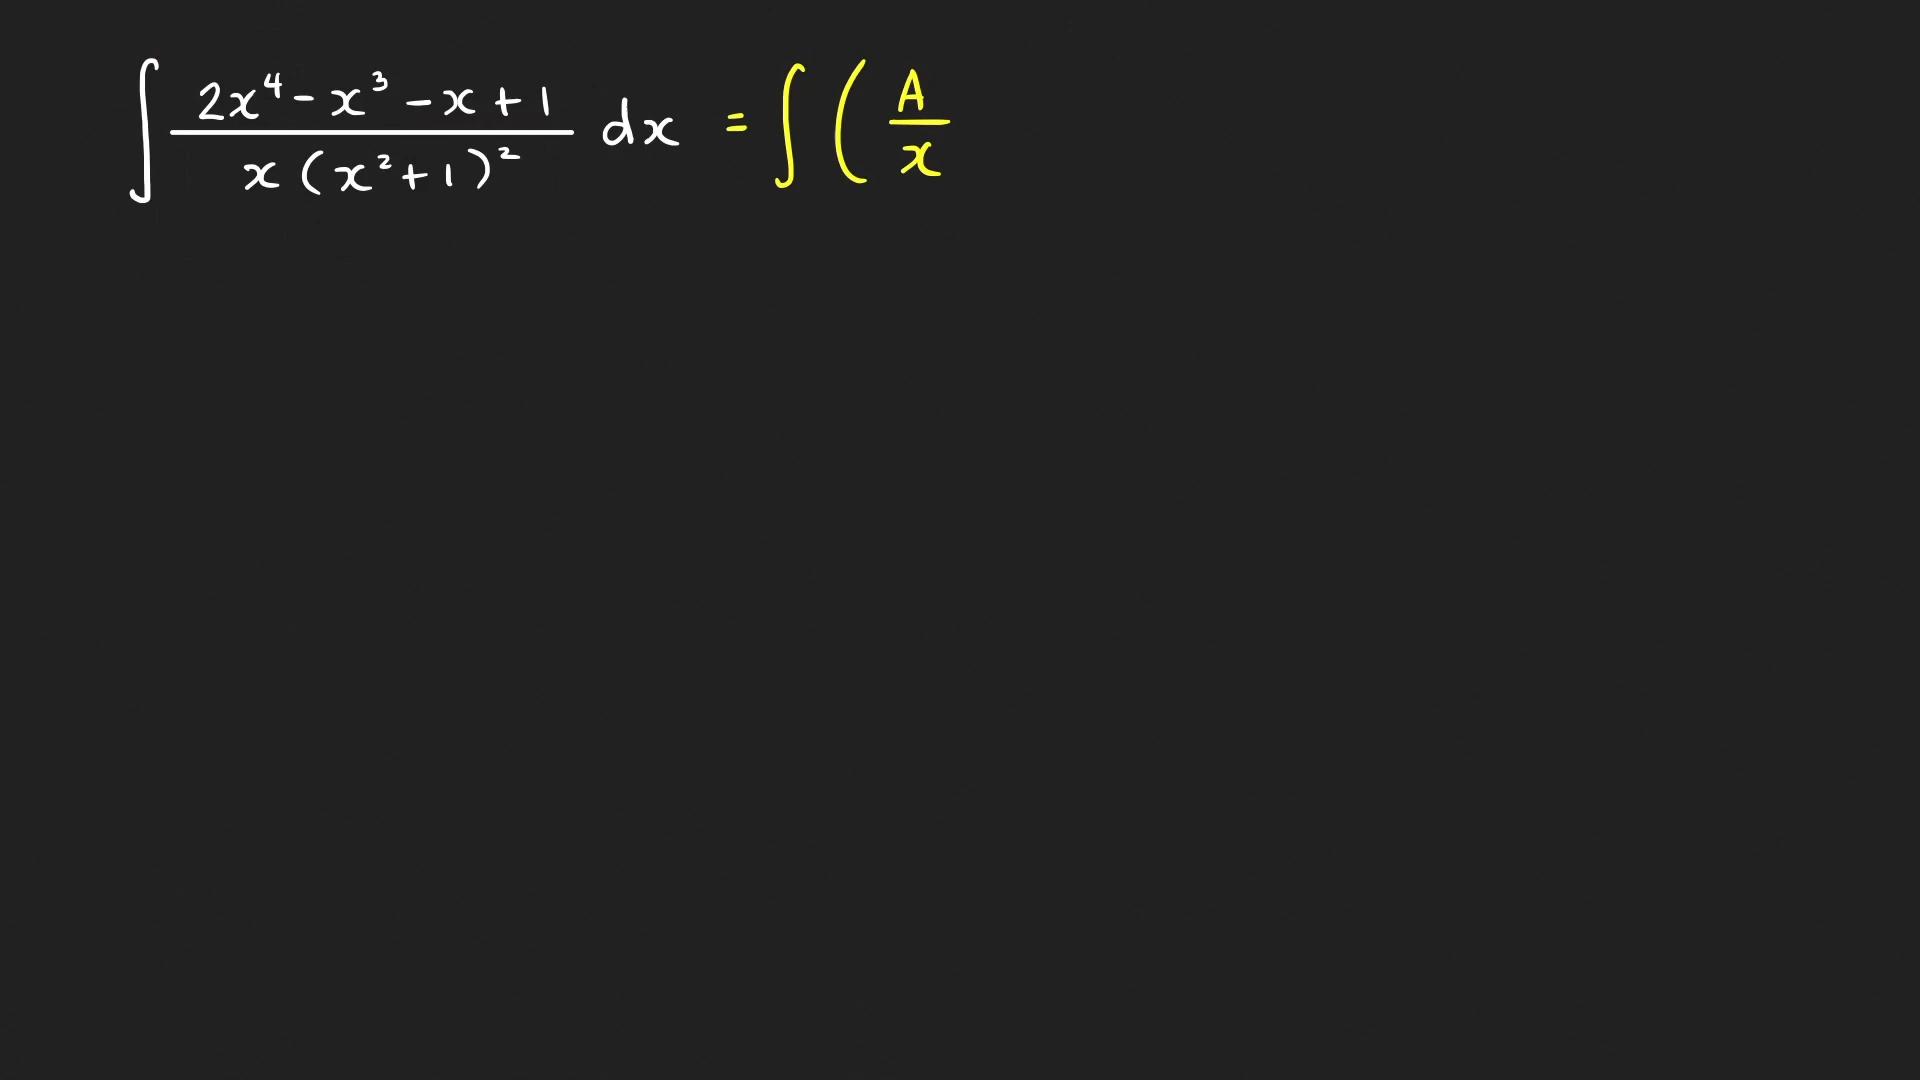 ∫ (2x⁴ - x³ - x + 1) / (x(x² + 1)²) dx = ∫ ( A/x